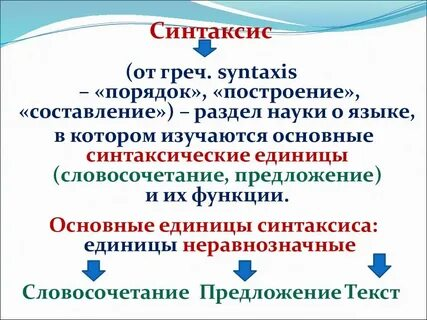 Синтаксис
(от греч. syntaxis
– «порядок», «построение»,
«составление») – раздел науки о языке,
в котором изучаются основные
синтаксические единицы
(словосочетание, предложение)
и их функции.
Основные единицы синтаксиса:
единицы неравнозначные
Словосочетание Предложение Текст